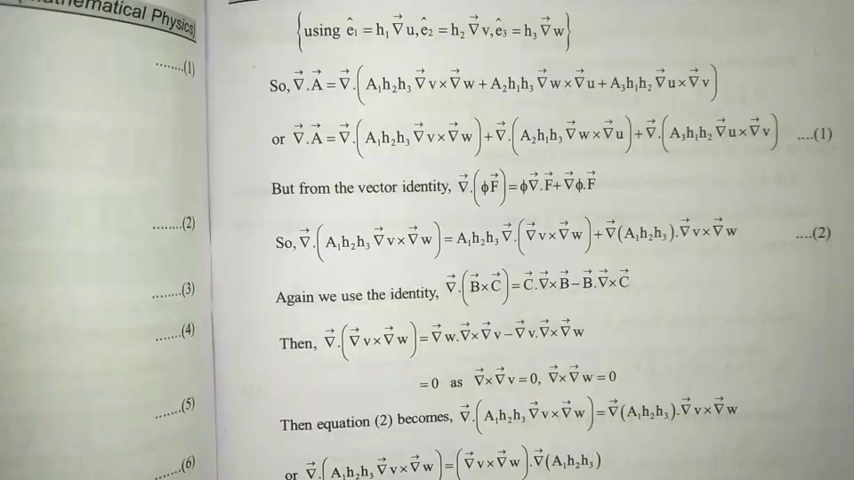 Mathematical Physics)
........(1)
........(2)
........(3)
.......(4)
......(5)
......(6)
{using ê₁ = h₁ ∇⃗u, ê₂ = h₂ ∇⃗v, ê₃ = h₃ ∇⃗w}
So, ∇⃗.A⃗ = ∇⃗.(A₁h₂h₃ ∇⃗v×∇⃗w + A₂h₁h₃ ∇⃗w×∇⃗u + A₃h₁h₂ ∇⃗u×∇⃗v)
or ∇⃗.A⃗ = ∇⃗.(A₁h₂h₃ ∇⃗v×∇⃗w) + ∇⃗.(A₂h₁h₃ ∇⃗w×∇⃗u) + ∇⃗.(A₃h₁h₂ ∇⃗u×∇⃗v) ....(1)
But from the vector identity, ∇⃗.(ϕF⃗) = ϕ∇⃗.F⃗ + ∇⃗ϕ.F⃗
So, ∇⃗.(A₁h₂h₃ ∇⃗v×∇⃗w) = A₁h₂h₃ ∇⃗.(∇⃗v×∇⃗w) + ∇⃗(A₁h₂h₃).∇⃗v×∇⃗w ....(2)
Again we use the identity, ∇⃗.(B⃗×C⃗) = C⃗.∇⃗×B⃗ – B⃗.∇⃗×C⃗
Then, ∇⃗.(∇⃗v×∇⃗w) = ∇⃗w.∇⃗×∇⃗v – ∇⃗v.∇⃗×∇⃗w
= 0 as ∇⃗×∇⃗v = 0, ∇⃗×∇⃗w = 0
Then equation (2) becomes, ∇⃗.(A₁h₂h₃ ∇⃗v×∇⃗w) = ∇⃗(A₁h₂h₃).∇⃗v×∇⃗w
or ∇⃗.(A₁h₂h₃ ∇⃗v×∇⃗w) = (∇⃗v×∇⃗w).∇⃗(A₁h₂h₃)